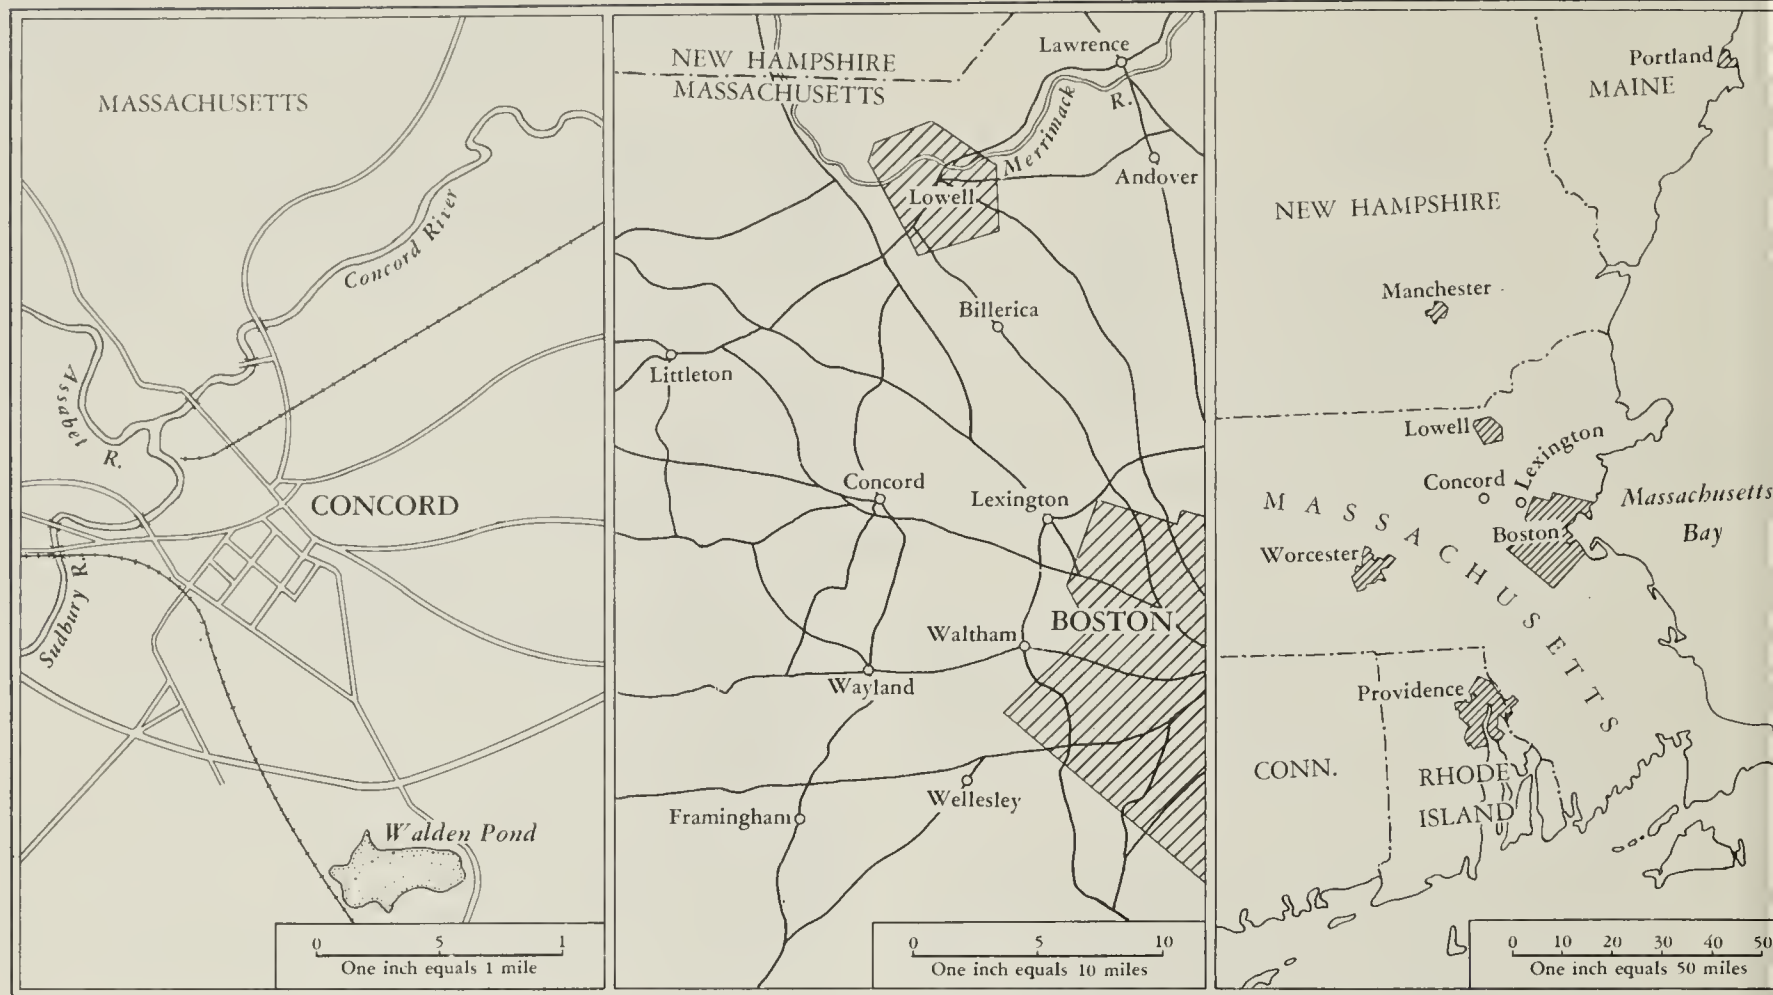 MASSACHUSETTS
Concord River
Assabet R.
CONCORD
Sudbury R.
Walden Pond
0 5 1
One inch equals 1 mile
NEW HAMPSHIRE
MASSACHUSETTS
Lawrence
Merrimack R.
Andover
Lowell
Billerica
Littleton
Concord
Lexington
BOSTON
Waltham
Wayland
Wellesley
Framingham
0 5 10
One inch equals 10 miles
Portland
MAINE
NEW HAMPSHIRE
Manchester
Lowell
Lexington
Concord
MASSACHUSETTS
Massachusetts
Bay
Boston
Worcester
Providence
CONN.
RHODE
ISLAND
0 10 20 30 40 50
One inch equals 50 miles